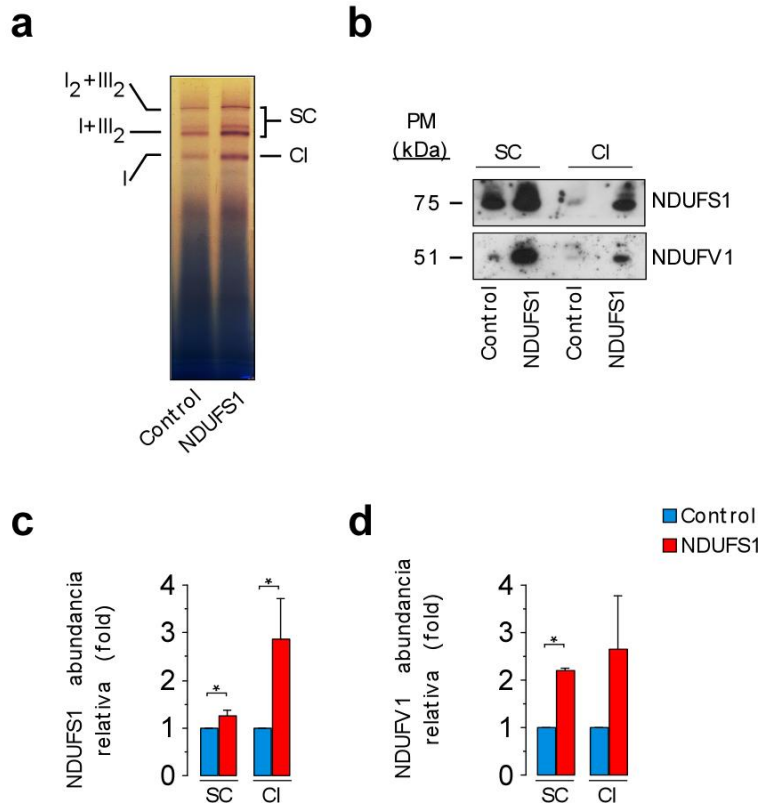 a
I2+III2
I+III2
I
SC
CI
Control
NDUFS1
b
PM
(kDa)
SC
CI
75
51
NDUFS1
NDUFV1
Control
NDUFS1
Control
NDUFS1
c
NDUFS1 abundancia
relativa (fold)
4
3
2
1
0
*
*
SC
CI
d
Control
NDUFS1
NDUFV1 abundancia
relativa (fold)
4
3
2
1
0
*
SC
CI